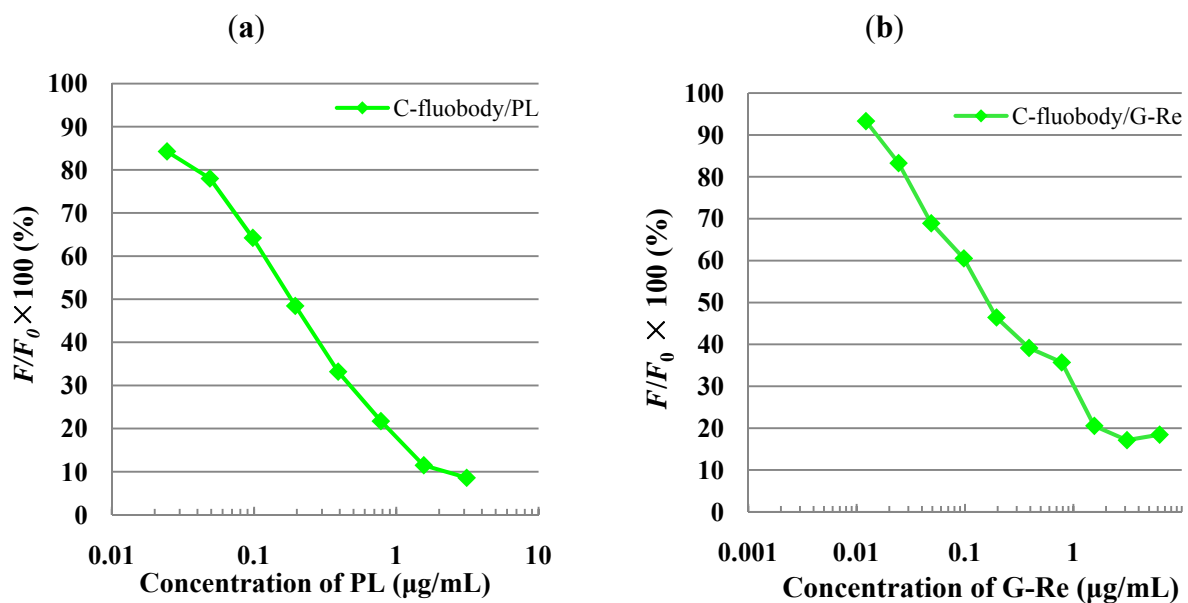 (a)
100
90
80
70
60
50
40
30
20
10
0
F/F0 ×100 (%)
C-fluobody/PL
0.01 0.1 1 10
Concentration of PL (µg/mL)
(b)
100
90
80
70
60
50
40
30
20
10
0
F/F0 × 100 (%)
C-fluobody/G-Re
0.001 0.01 0.1 1
Concentration of G-Re (µg/mL)